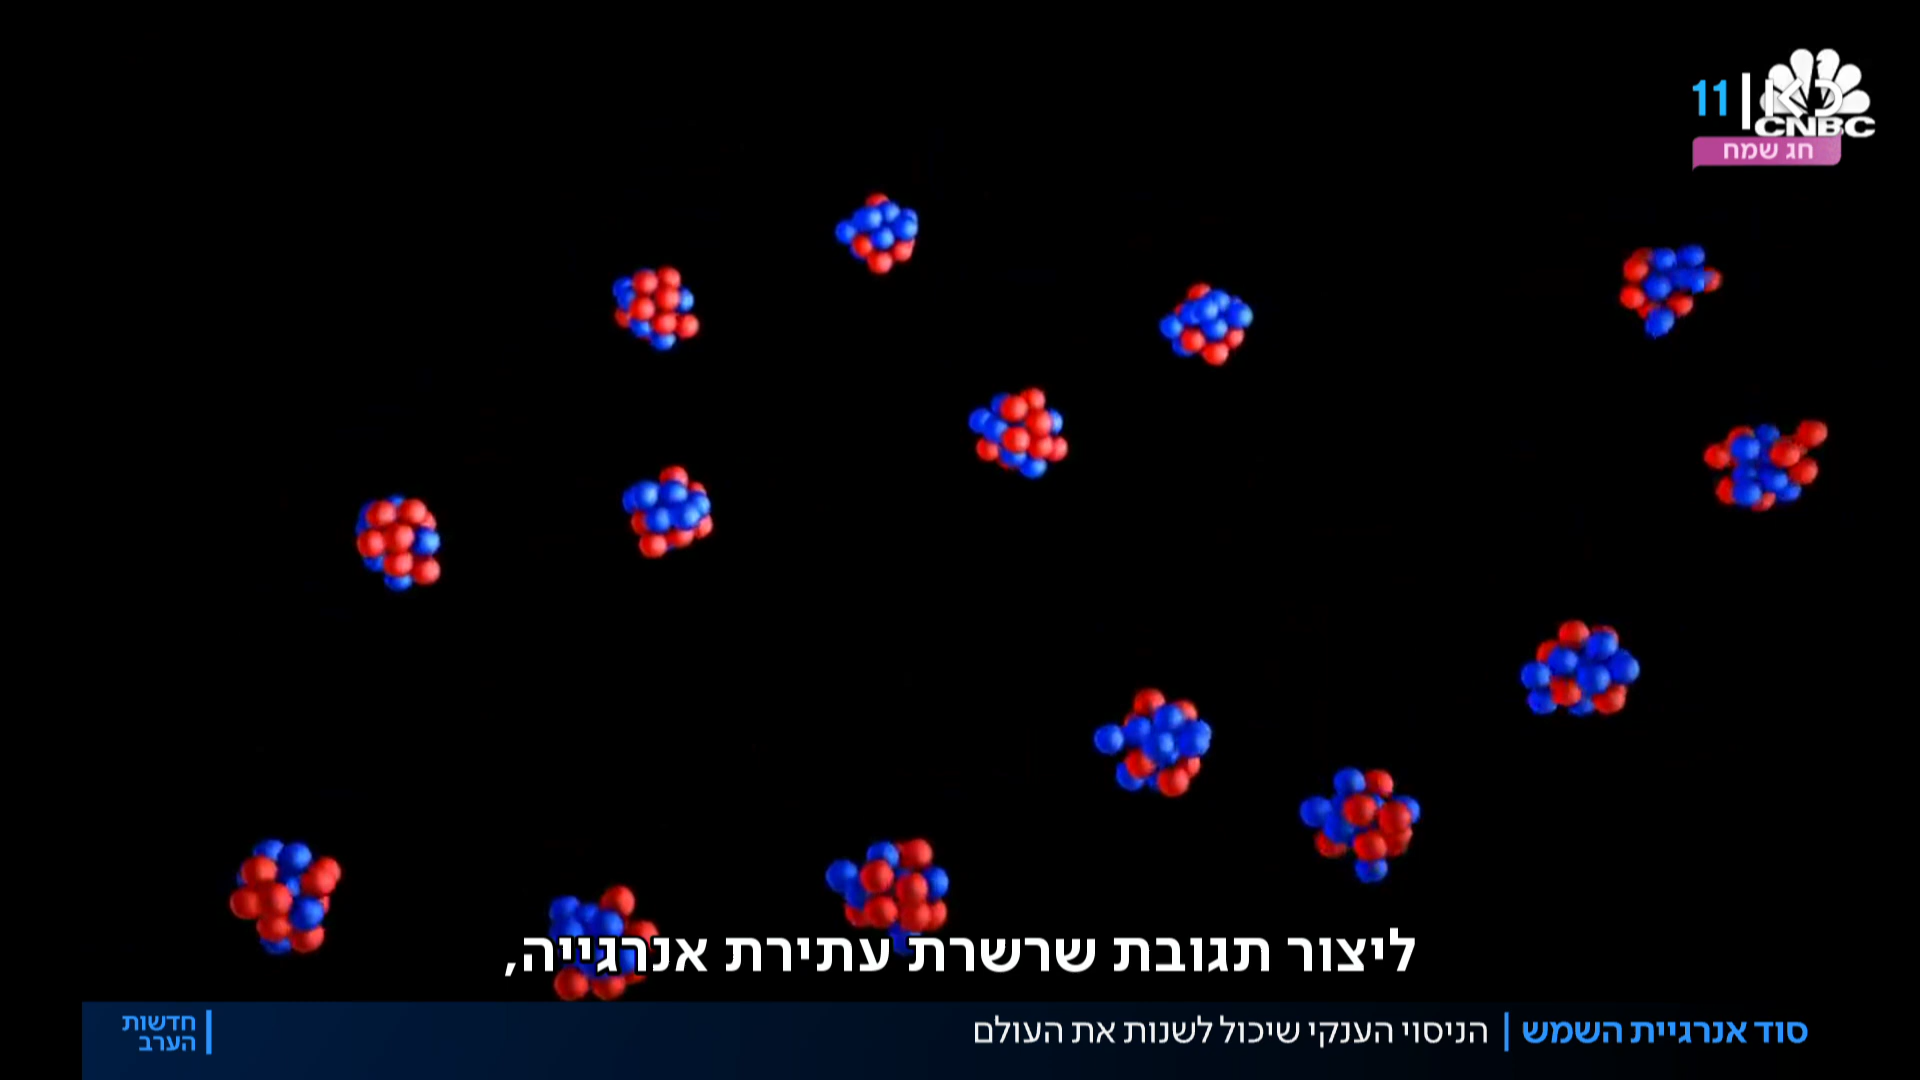 כאן | 11
CNBC
חג שמח
ליצור תגובת שרשרת עתירת אנרגייה,
סוד אנרגיית השמש | הניסוי הענקי שיכול לשנות את העולם
חדשות
הערב